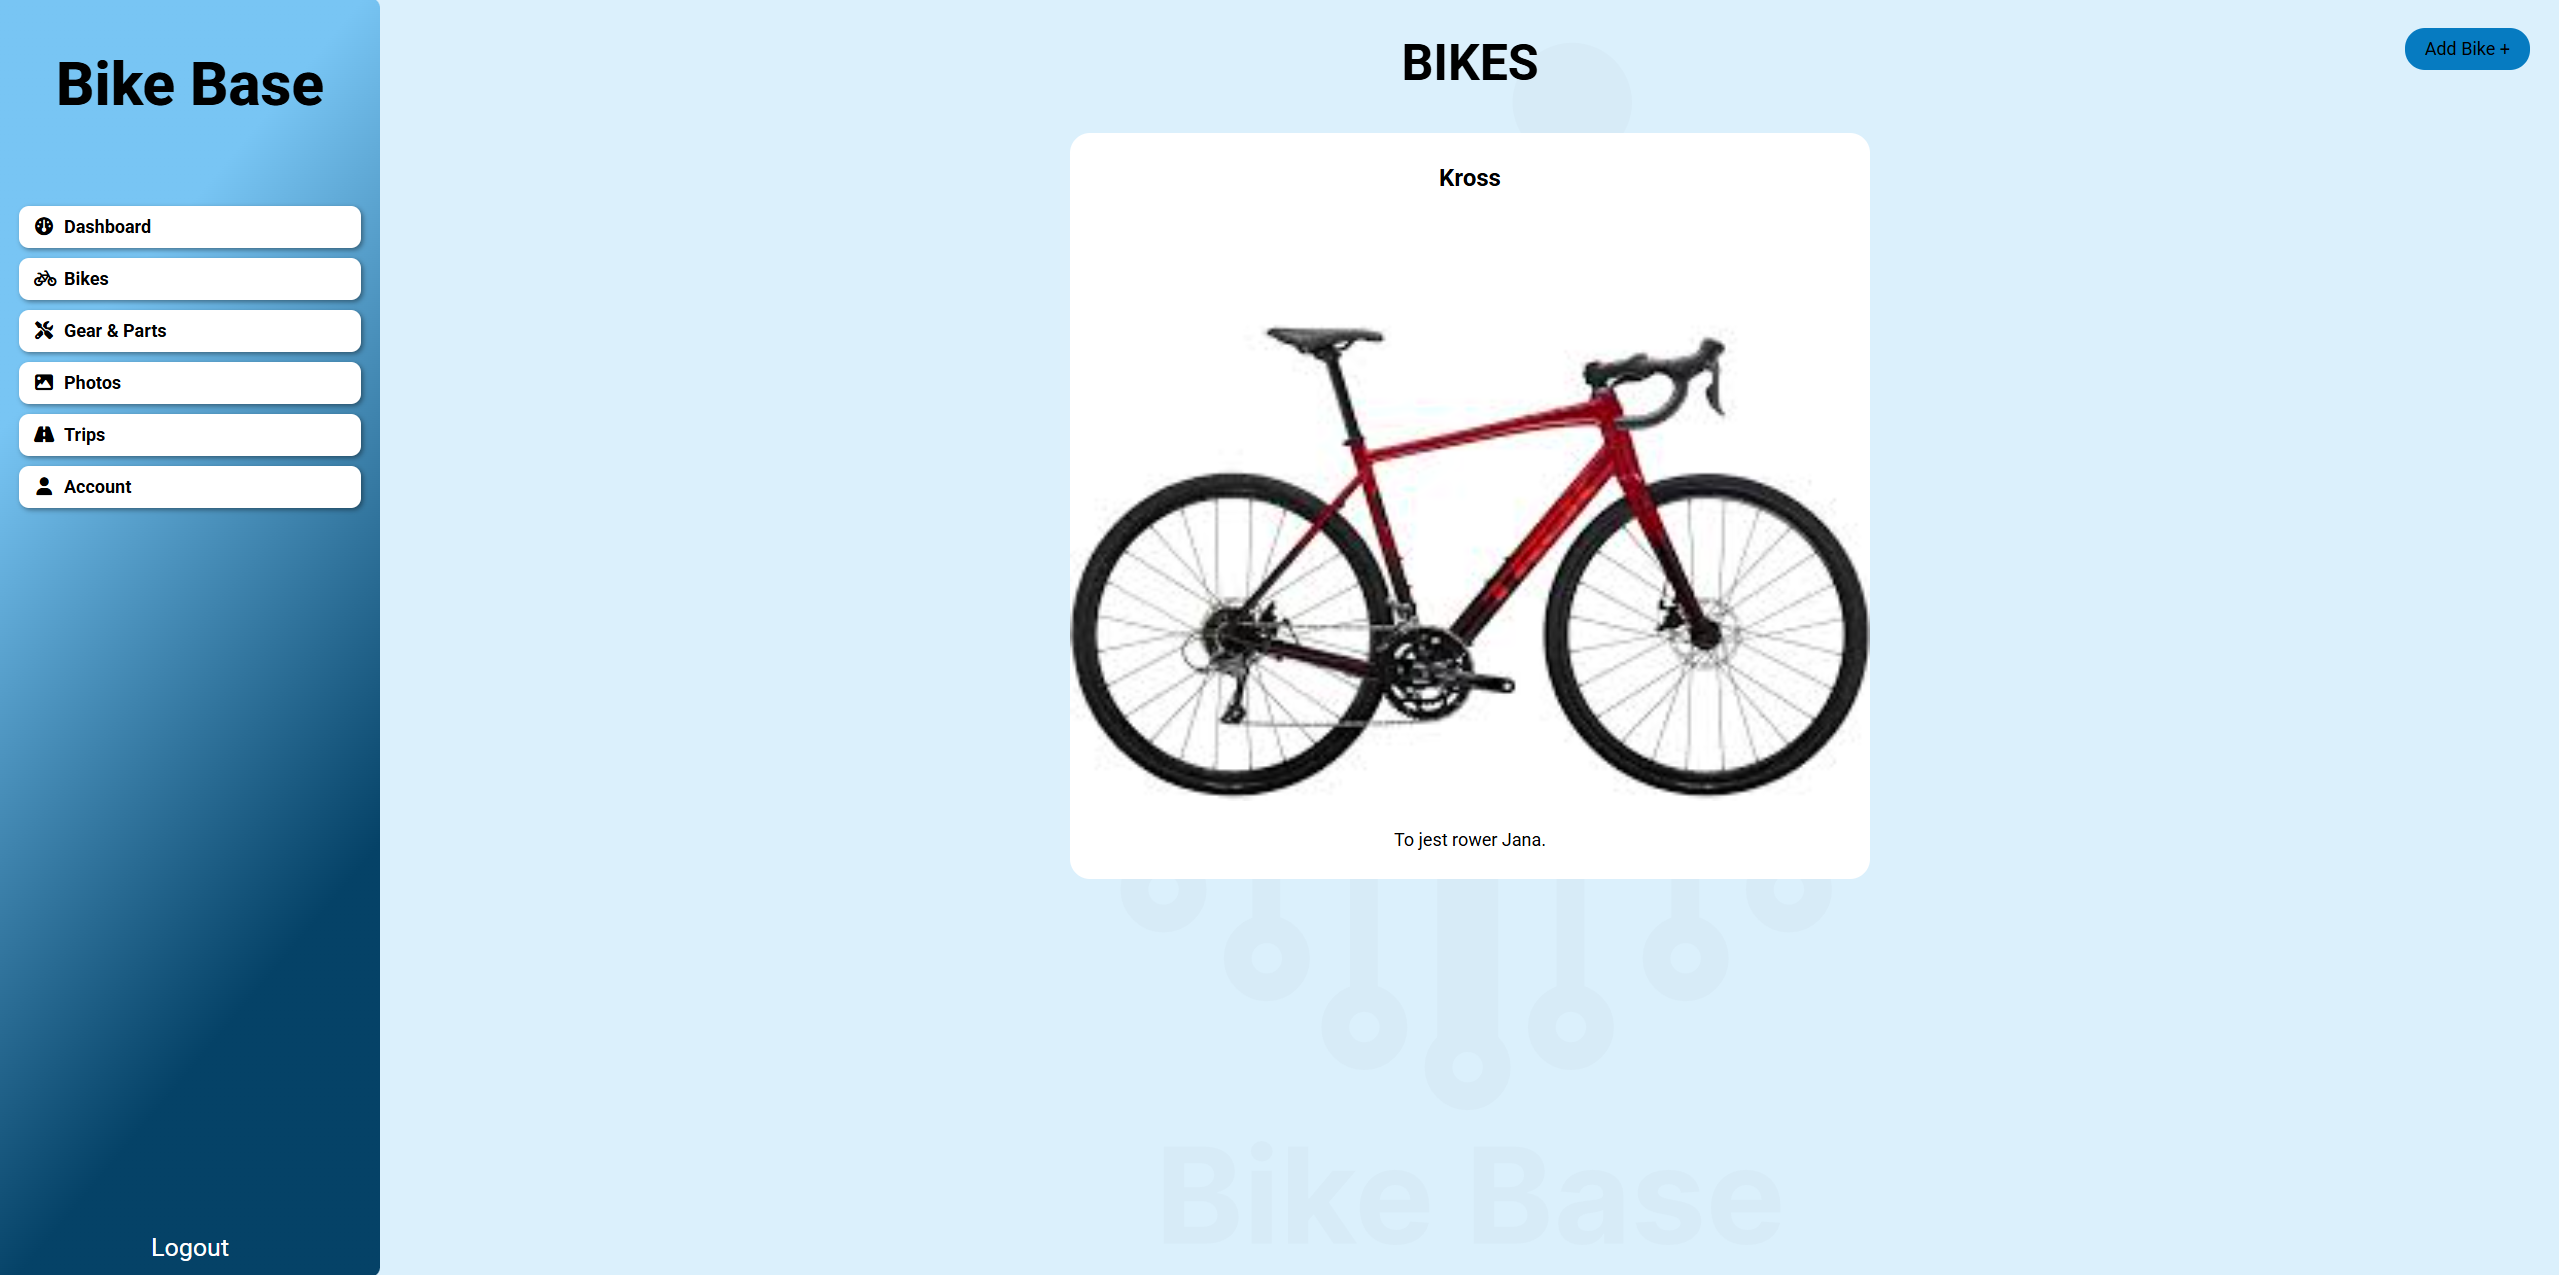 Bike Base
Dashboard
Bikes
Gear & Parts
Photos
Trips
Account
Logout
BIKES
Add Bike +
Kross
To jest rower Jana.
Bike Base